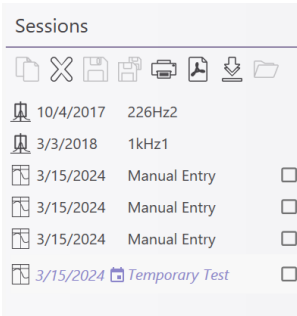 Sessions
10/4/2017 226Hz2
3/3/2018 1kHz1
3/15/2024 Manual Entry
3/15/2024 Manual Entry
3/15/2024 Manual Entry
3/15/2024 Temporary Test